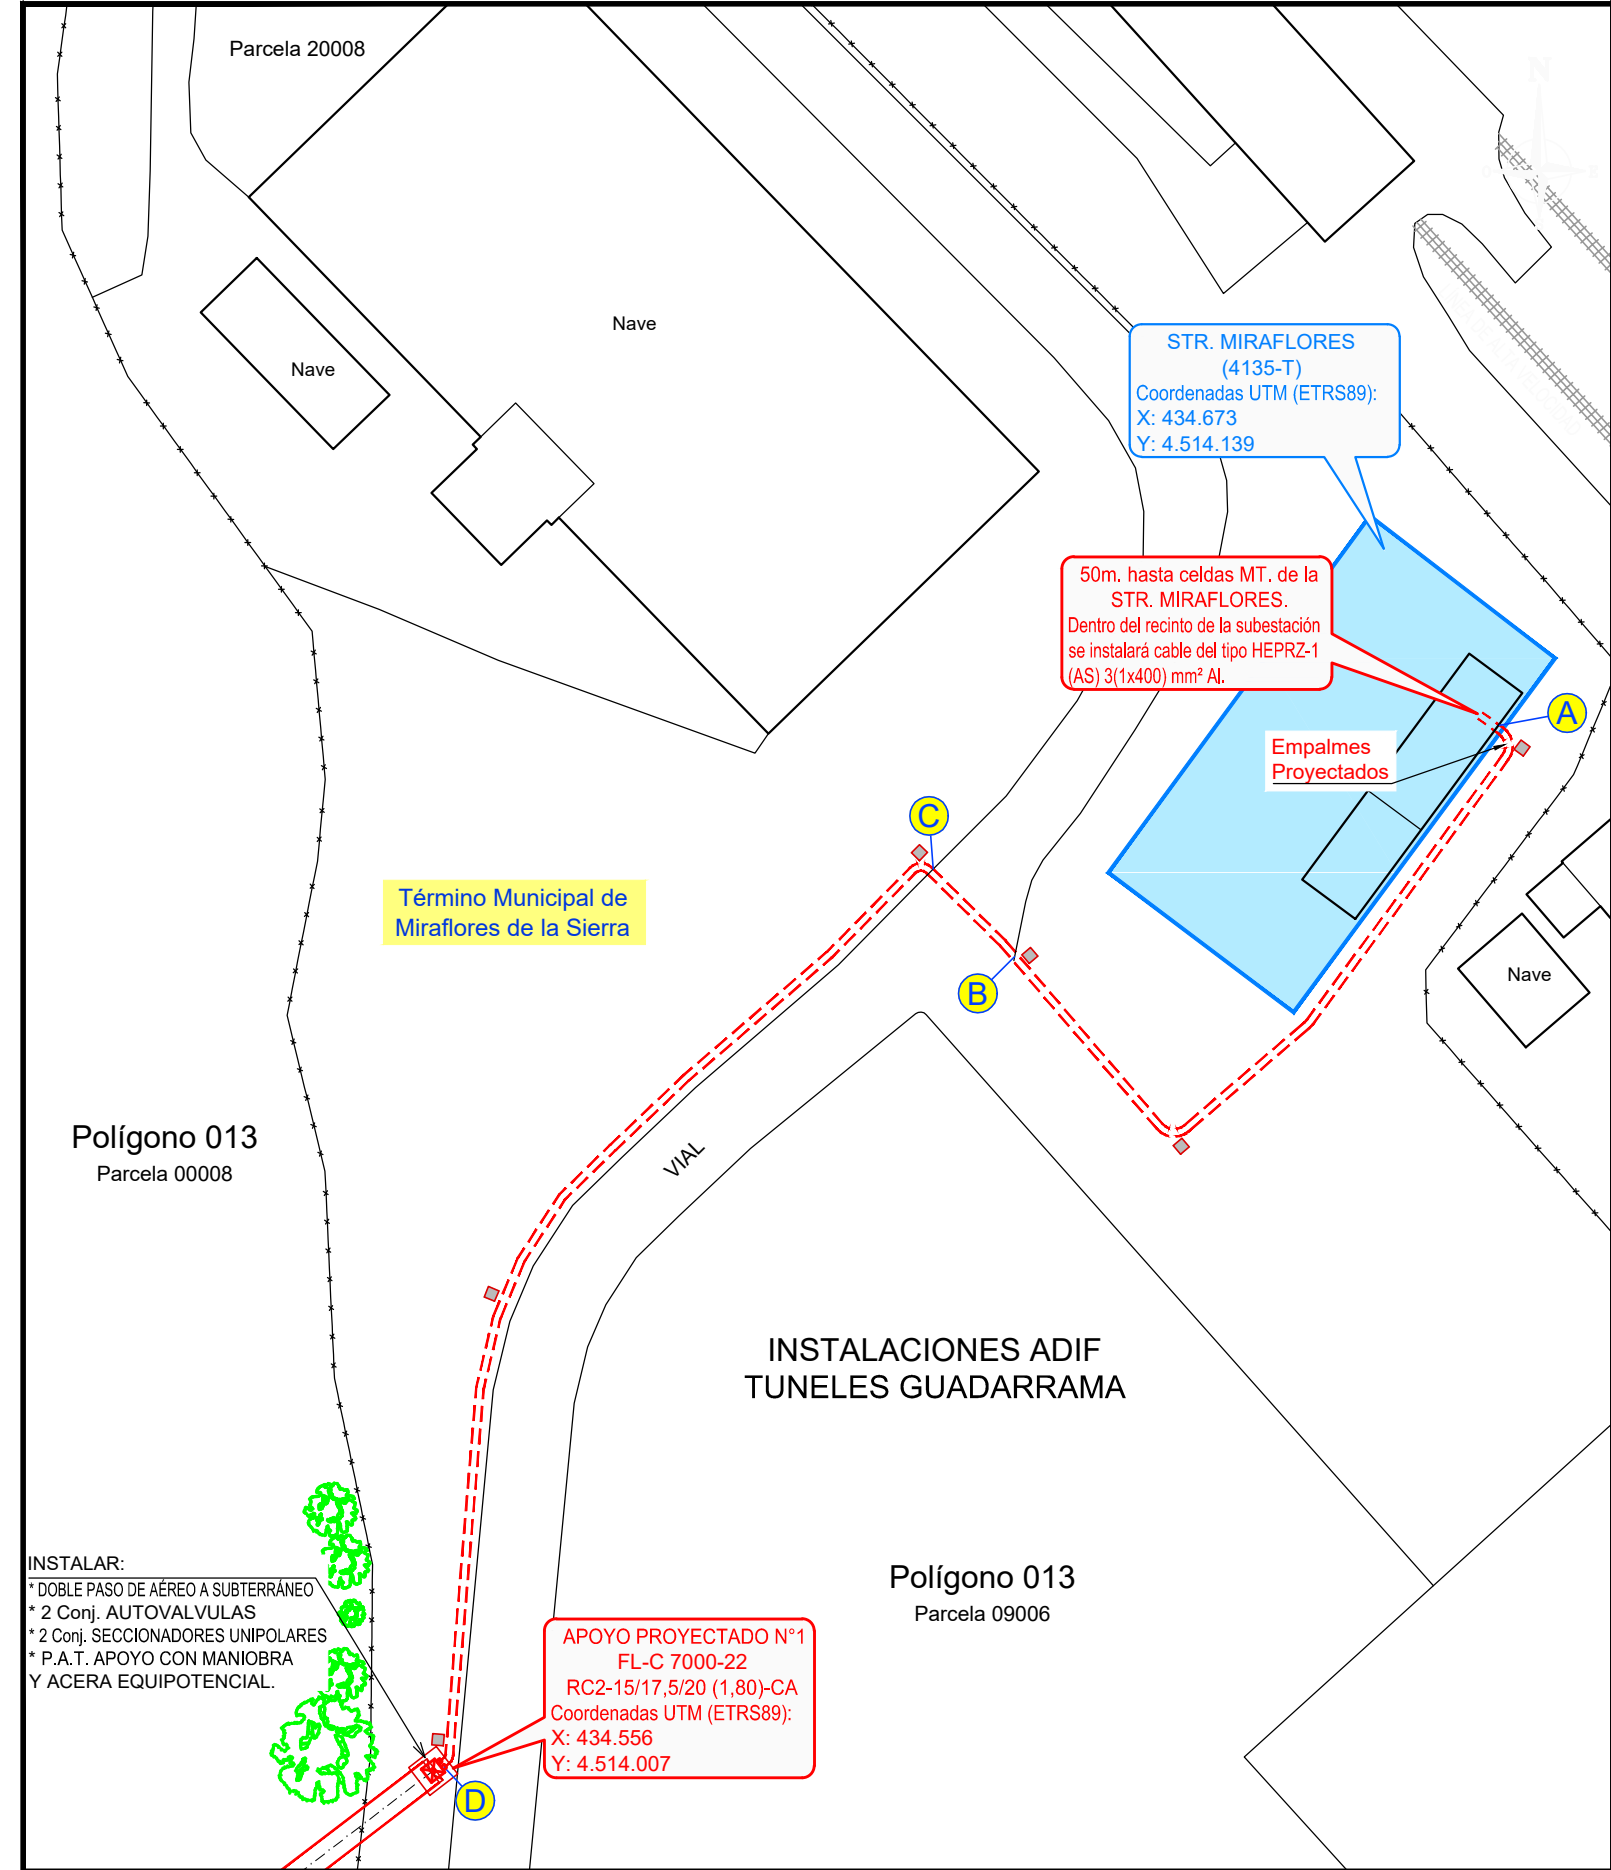 Parcela 20008
N
Nave
Nave
STR. MIRAFLORES
(4135-T)
Coordenadas UTM (ETRS89):
X: 434.673
Y: 4.514.139
50m. hasta celdas MT. de la
STR. MIRAFLORES.
Dentro del recinto de la subestación
se instalará cable del tipo HEPRZ-1
(AS) 3(1x400) mm² Al.
A
Empalmes
Proyectados
C
Término Municipal de
Miraflores de la Sierra
B
Nave
Polígono 013
Parcela 00008
VIAL
INSTALACIONES ADIF
TUNELES GUADARRAMA
INSTALAR:
* DOBLE PASO DE AÉREO A SUBTERRÁNEO
* 2 Conj. AUTOVALVULAS
* 2 Conj. SECCIONADORES UNIPOLARES
* P.A.T. APOYO CON MANIOBRA
Y ACERA EQUIPOTENCIAL.
Polígono 013
Parcela 09006
APOYO PROYECTADO N°1
FL-C 7000-22
RC2-15/17,5/20 (1,80)-CA
Coordenadas UTM (ETRS89):
X: 434.556
Y: 4.514.007
D